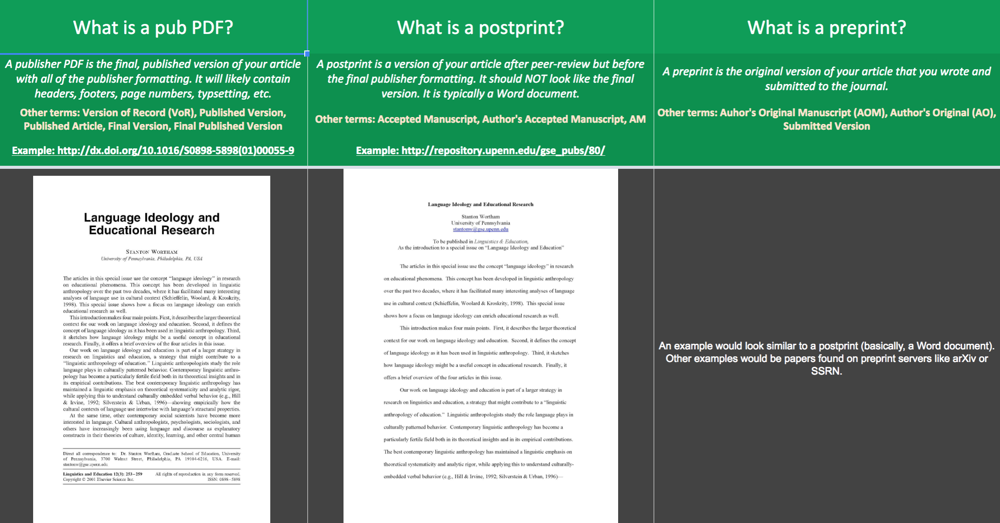 What is a pub PDF?
A publisher PDF is the final, published version of your article
with all of the publisher formatting. It will likely contain
headers, footers, page numbers, typsetting, etc.
Other terms: Version of Record (VoR), Published Version,
Published Article, Final Version, Final Published Version
Example: http://dx.doi.org/10.1016/S0898-5898(01)00055-9
What is a postprint?
A postprint is a version of your article after peer-review but before
the final publisher formatting. It should NOT look like the final
version. It is typically a Word document.
Other terms: Accepted Manuscript, Author's Accepted Manuscript, AM
Example: http://repository.upenn.edu/gse_pubs/80/
What is a preprint?
A preprint is the original version of your article that you wrote and
submitted to the journal.
Other terms: Auhor's Original Manuscript (AOM), Author's Original (AO),
Submitted Version
Language Ideology and
Educational Research
STANTON WORTHAM
University of Pennsylvania, Philadelphia, PA, USA
The articles in this special issue use the concept “language ideology” in research
on educational phenomena. This concept has been developed in linguistic
anthropology over the past two decades, where it has facilitated many interesting
analyses of language use in cultural context (Schieffelin, Woolard, & Kroskrity,
1998). This special issue shows how a focus on language ideology can enrich
educational research as well.
This introduction makes four main points. First, it describes the larger theoretical
context for our work on language ideology and education. Second, it defines the
concept of language ideology as it has been used in linguistic anthropology. Third,
it sketches how language ideology might be a useful concept in educational
research. Finally, it offers a brief overview of the four articles in this issue.
Our work on language ideology and education is part of a larger strategy in
research on linguistics and education, a strategy that might contribute to a
“linguistic anthropology of education.” Linguistic anthropologists study the role
language plays in culturally patterned behavior. Contemporary linguistic anthro-
pology has become a particularly fertile field both in its theoretical insights and in
its empirical contributions. The best contemporary linguistic anthropology has
maintained a linguistic emphasis on theoretical systematicity and analytic rigor,
while applying this to understand culturally embedded verbal behavior (e.g., Hill
& Irvine, 1992; Silverstein & Urban, 1996)—showing empirically how the
cultural contexts of language use intertwine with language’s structural properties.
At the same time, other contemporary social scientists have become more
interested in language. Cultural anthropologists, psychologists, sociologists, and
others have increasingly been using language and discourse as explanatory
constructs in their theories of culture, identity, learning, and other central human
Direct all correspondence to: Dr. Stanton Wortham, Graduate School of Education, University
of Pennsylvania, 3700 Walnut Street, Philadelphia, PA 19104-6216, USA. E-mail:
stantonw@gse.upenn.edu
Linguistics and Education 12(3): 253–259 All rights of reproduction in any form reserved.
Copyright © 2001 Elsevier Science Inc. ISSN: 0898–5898
Language Ideology and Educational Research
Stanton Wortham
University of Pennsylvania
stantonw@gse.upenn.edu
To be published in Linguistics & Education,
As the introduction to a special issue on “Language Ideology and Education”
The articles in this special issue use the concept “language ideology” in research
on educational phenomena. This concept has been developed in linguistic anthropology
over the past two decades, where it has facilitated many interesting analyses of language
use in cultural context (Schieffelin, Woolard & Kroskrity, 1998). This special issue
shows how a focus on language ideology can enrich educational research as well.
This introduction makes four main points. First, it describes the larger theoretical
context for our work on language ideology and education. Second, it defines the concept
of language ideology as it has been used in linguistic anthropology. Third, it sketches
how language ideology might be a useful concept in educational research. Finally, it
offers a brief overview of the four articles in this issue.
Our work on language ideology and education is part of a larger strategy in
research on linguistics and education, a strategy that might contribute to a “linguistic
anthropology of education.” Linguistic anthropologists study the role language plays in
culturally patterned behavior. Contemporary linguistic anthropology has become a
particularly fertile field both in its theoretical insights and in its empirical contributions.
The best contemporary linguistic anthropology has maintained a linguistic emphasis on
theoretical systematicity and analytic rigor, while applying this to understand culturally-
embedded verbal behavior (e.g., Hill & Irvine, 1992; Silverstein & Urban, 1996)—
An example would look similar to a postprint (basically, a Word document).
Other examples would be papers found on preprint servers like arXiv or
SSRN.